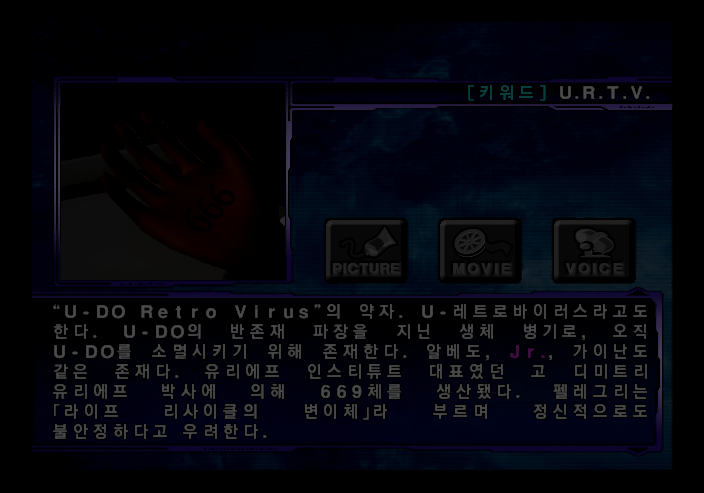 [키워드] U.R.T.V.
666
PICTURE
MOVIE
VOICE
“U-DO Retro Virus”의 약자. U-레트로바이러스라고도
한다. U-DO의 반존재 파장을 지닌 생체 병기로, 오직
U-DO를 소멸시키기 위해 존재한다. 알베도, Jr., 가이난도
같은 존재다. 유리에프 인스티튜트 대표였던 고 디미트리
유리에프 박사에 의해 669체를 생산됐다. 펠레그리는
「라이프 리사이클의 변이체」라 부르며 정신적으로도
불안정하다고 우려한다.